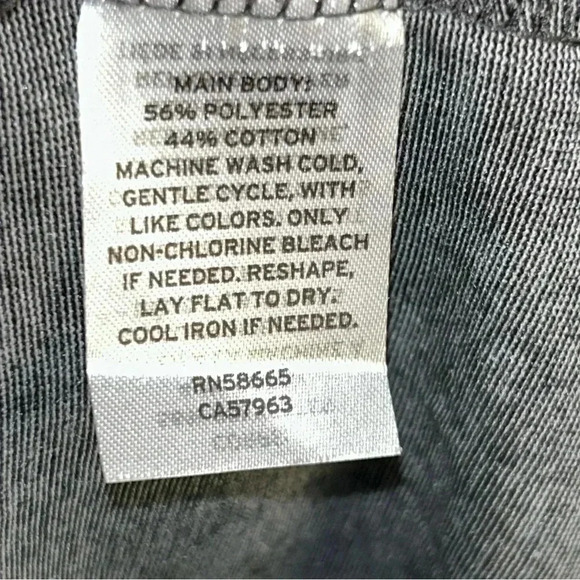 MAIN BODY:
56% POLYESTER
44% COTTON
MACHINE WASH COLD,
GENTLE CYCLE, WITH
LIKE COLORS. ONLY
NON-CHLORINE BLEACH
IF NEEDED. RESHAPE,
LAY FLAT TO DRY.
COOL IRON IF NEEDED.
RN58665
CA57963